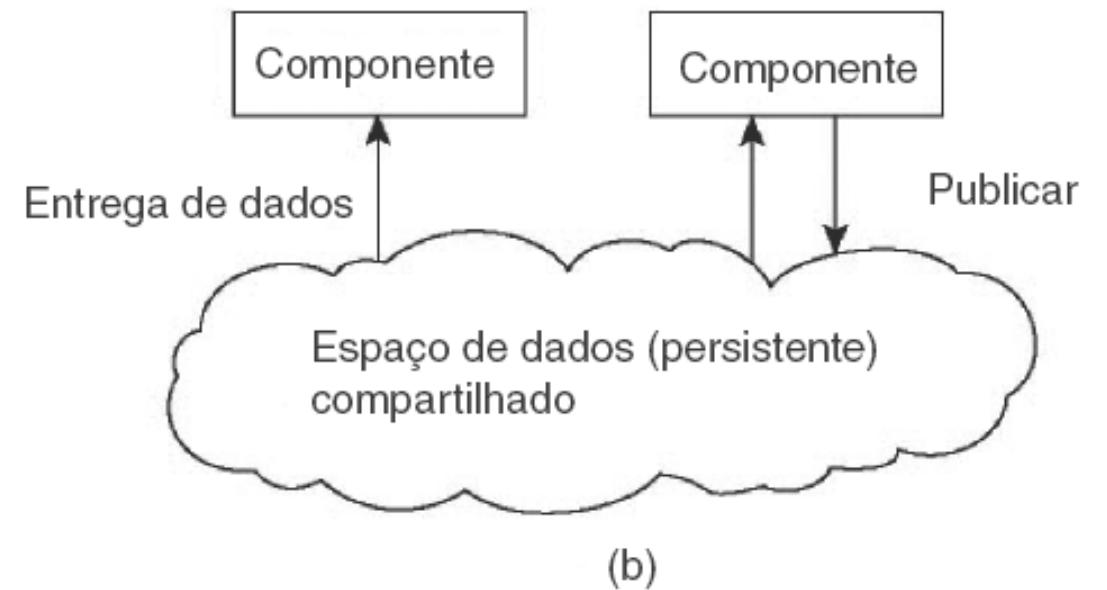 Componente
Componente
Entrega de dados
Publicar
Espaço de dados (persistente)
compartilhado
(b)